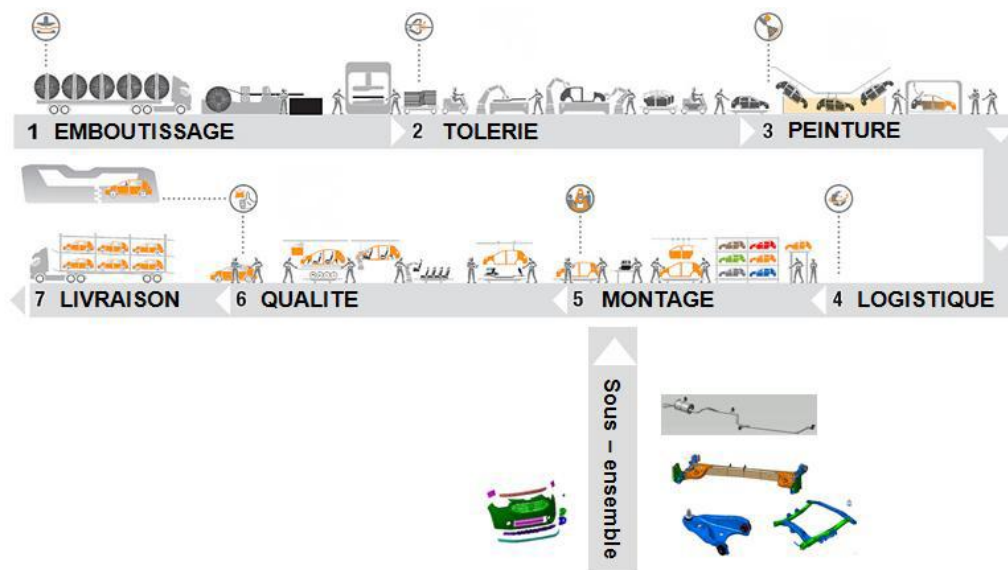 1 EMBOUTISSAGE
2 TOLERIE
3 PEINTURE
7 LIVRAISON
6 QUALITE
5 MONTAGE
4 LOGISTIQUE
Sous – ensemble